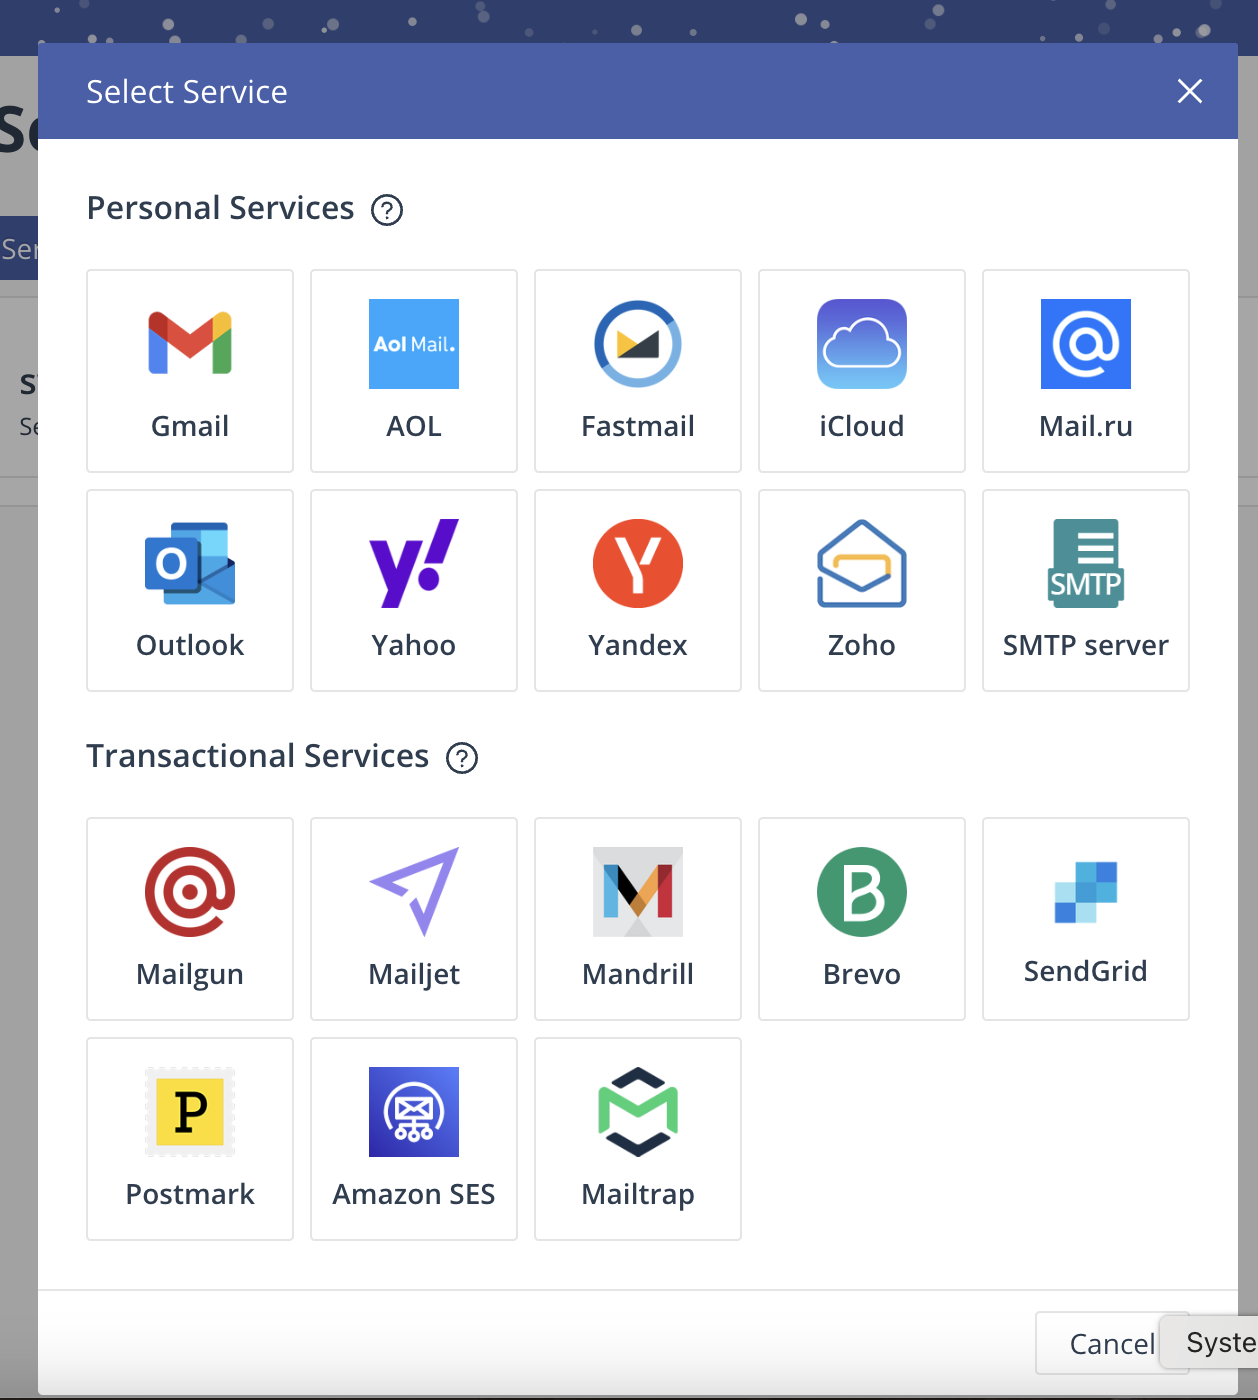 Select Service
Personal Services ?
Aol Mail.
Gmail
AOL
Fastmail
iCloud
Mail.ru
SMTP
Outlook
Yahoo
Yandex
Zoho
SMTP server
Transactional Services ?
Mailgun
Mailjet
Mandrill
Brevo
SendGrid
Postmark
Amazon SES
Mailtrap
Cancel